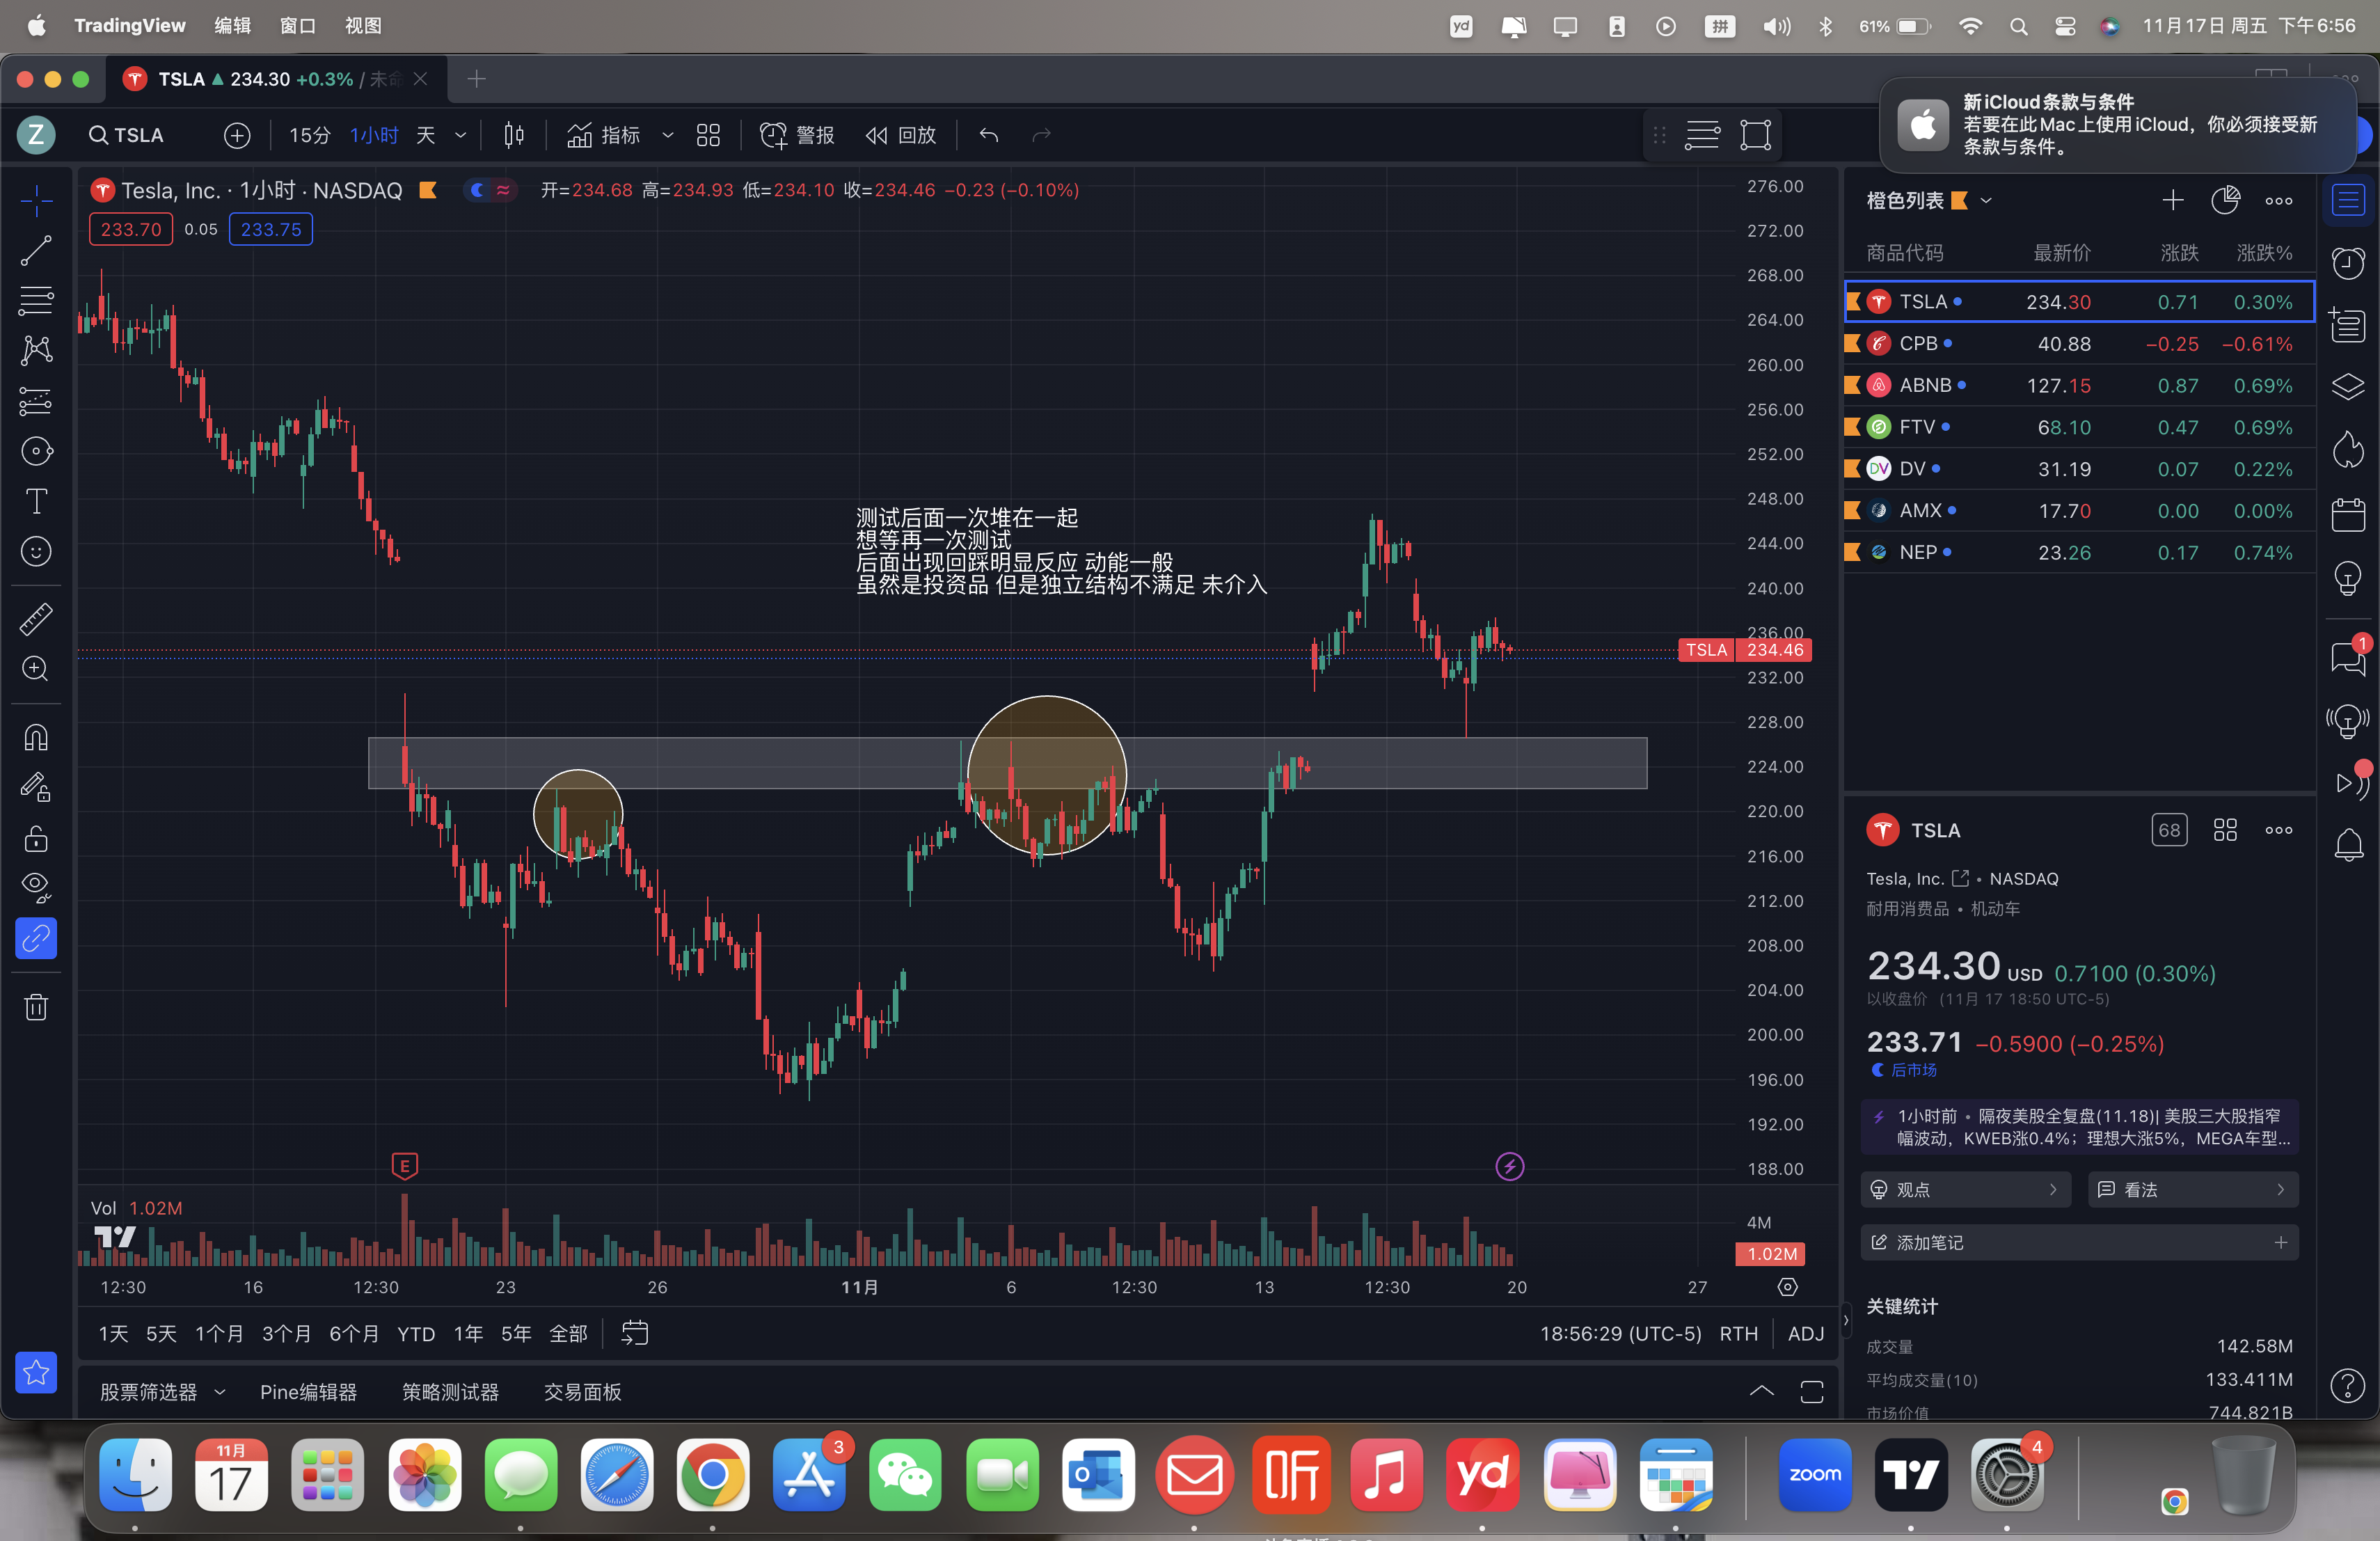 TradingView 编辑 窗口 视图
yd 拼 61% 11月17日 周五 下午6:56
TSLA 234.30 +0.3% / 未命
新iCloud条款与条件
若要在此Mac上使用iCloud，你必须接受新
条款与条件。
Z TSLA 15分 1小时 天 指标 警报 回放
Tesla, Inc. · 1小时 · NASDAQ 开=234.68 高=234.93 低=234.10 收=234.46 −0.23 (−0.10%)
233.70 0.05 233.75
276.00
272.00
268.00
264.00
260.00
256.00
252.00
248.00
244.00
240.00
236.00
TSLA 234.46
232.00
228.00
224.00
220.00
216.00
212.00
208.00
204.00
200.00
196.00
192.00
188.00
测试后面一次堆在一起
想等再一次测试
后面出现回踩明显反应 动能一般
虽然是投资品 但是独立结构不满足 未介入
E
Vol 1.02M
4M
1.02M
12:30 16 12:30 23 26 11月 6 12:30 13 12:30 20 27
1天 5天 1个月 3个月 6个月 YTD 1年 5年 全部 18:56:29 (UTC-5) RTH ADJ
股票筛选器 Pine编辑器 策略测试器 交易面板
橙色列表
商品代码 最新价 涨跌 涨跌%
TSLA 234.30 0.71 0.30%
CPB 40.88 −0.25 −0.61%
ABNB 127.15 0.87 0.69%
FTV 68.10 0.47 0.69%
DV DV 31.19 0.07 0.22%
AMX 17.70 0.00 0.00%
NEP 23.26 0.17 0.74%
1
TSLA 68
Tesla, Inc. • NASDAQ
耐用消费品 • 机动车
234.30 USD 0.7100 (0.30%)
以收盘价 (11月 17 18:50 UTC-5)
233.71 −0.5900 (−0.25%)
后市场
1小时前 • 隔夜美股全复盘(11.18)| 美股三大股指窄
幅波动，KWEB涨0.4%；理想大涨5%，MEGA车型...
观点 看法
添加笔记
关键统计
成交量 142.58M
平均成交量(10) 133.411M
市场价值 744.821B
11月
17
3
O
听
yd
zoom
4